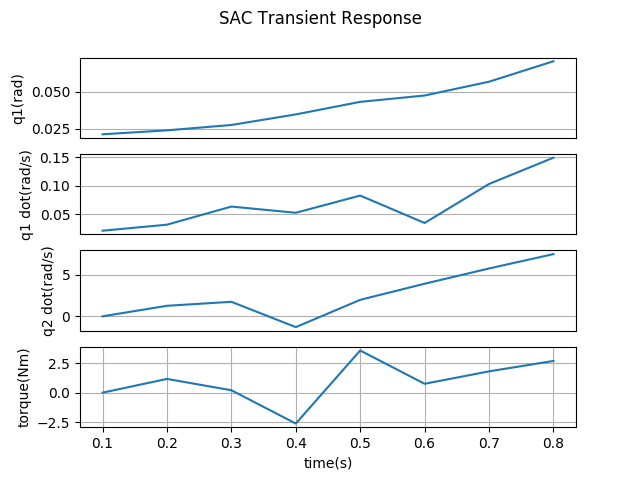 SAC Transient Response
q1(rad)
0.050
0.025
q1 dot(rad/s)
0.15
0.10
0.05
q2 dot(rad/s)
5
0
torque(Nm)
2.5
0.0
−2.5
0.1 0.2 0.3 0.4 0.5 0.6 0.7 0.8
time(s)